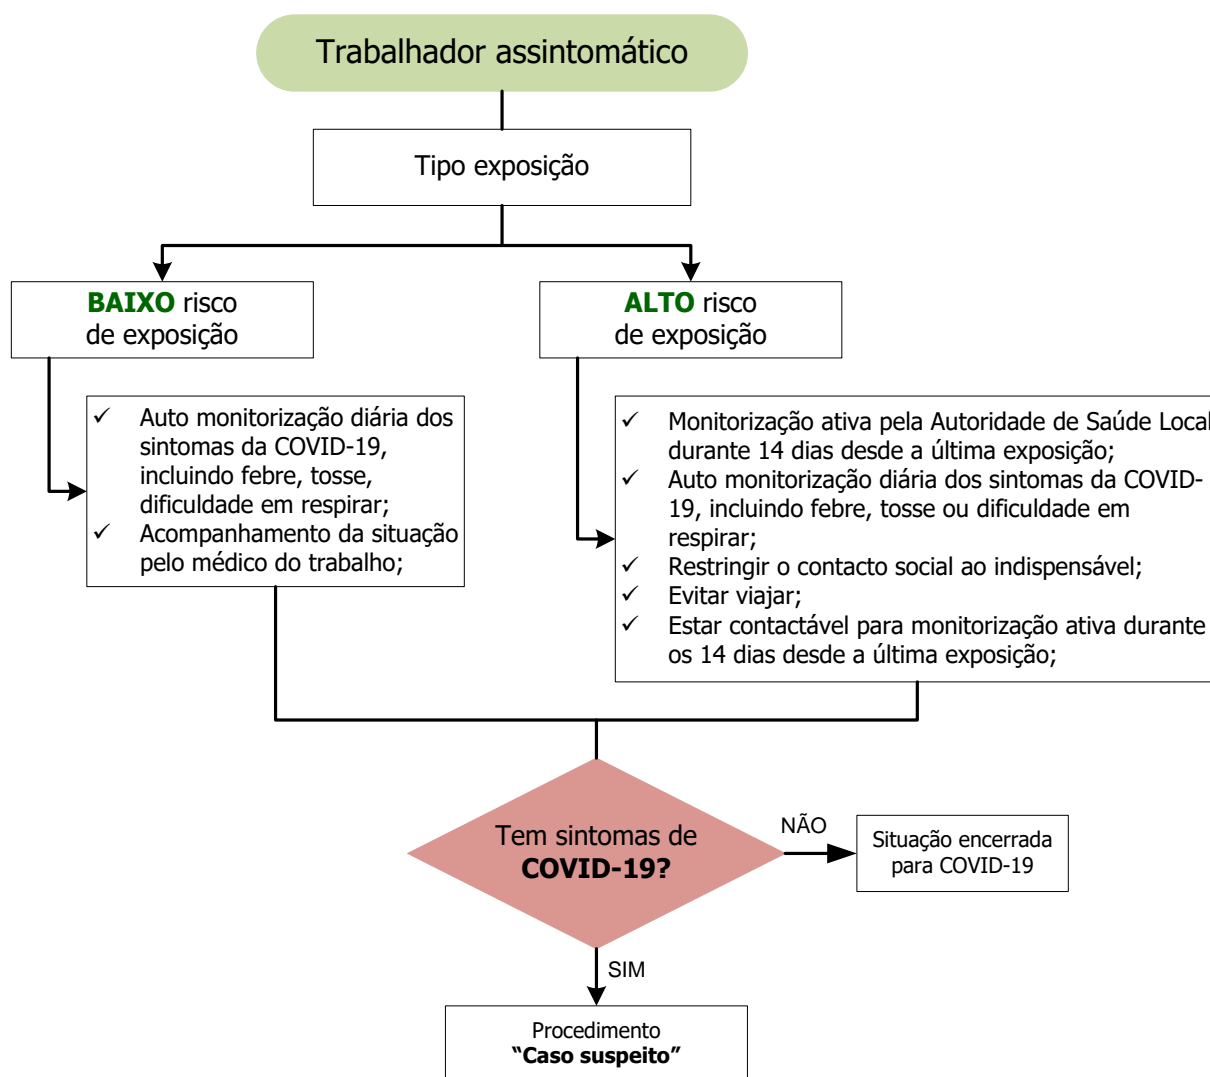 Trabalhador assintomático
Tipo exposição
BAIXO risco
de exposição
ALTO risco
de exposição
✓ Auto monitorização diária dos
sintomas da COVID-19,
incluindo febre, tosse,
dificuldade em respirar;
✓ Acompanhamento da situação
pelo médico do trabalho;
✓ Monitorização ativa pela Autoridade de Saúde Local
durante 14 dias desde a última exposição;
✓ Auto monitorização diária dos sintomas da COVID-
19, incluindo febre, tosse ou dificuldade em
respirar;
✓ Restringir o contacto social ao indispensável;
✓ Evitar viajar;
✓ Estar contactável para monitorização ativa durante
os 14 dias desde a última exposição;
Tem sintomas de
COVID-19?
NÃO
Situação encerrada
para COVID-19
SIM
Procedimento
“Caso suspeito”